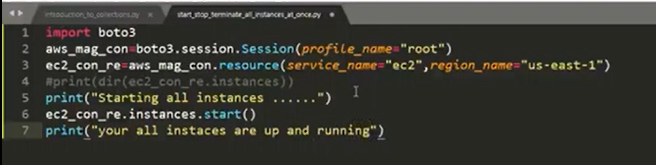 introduction_to_collections.py
start_stop_terminate_all_instances_at_once.py
1 import boto3
2 aws_mag_con=boto3.session.Session(profile_name="root")
3 ec2_con_re=aws_mag_con.resource(service_name="ec2",region_name="us-east-1")
4 #print(dir(ec2_con_re.instances))
5 print("Starting all instances ......")
6 ec2_con_re.instances.start()
7 print("your all instaces are up and running")